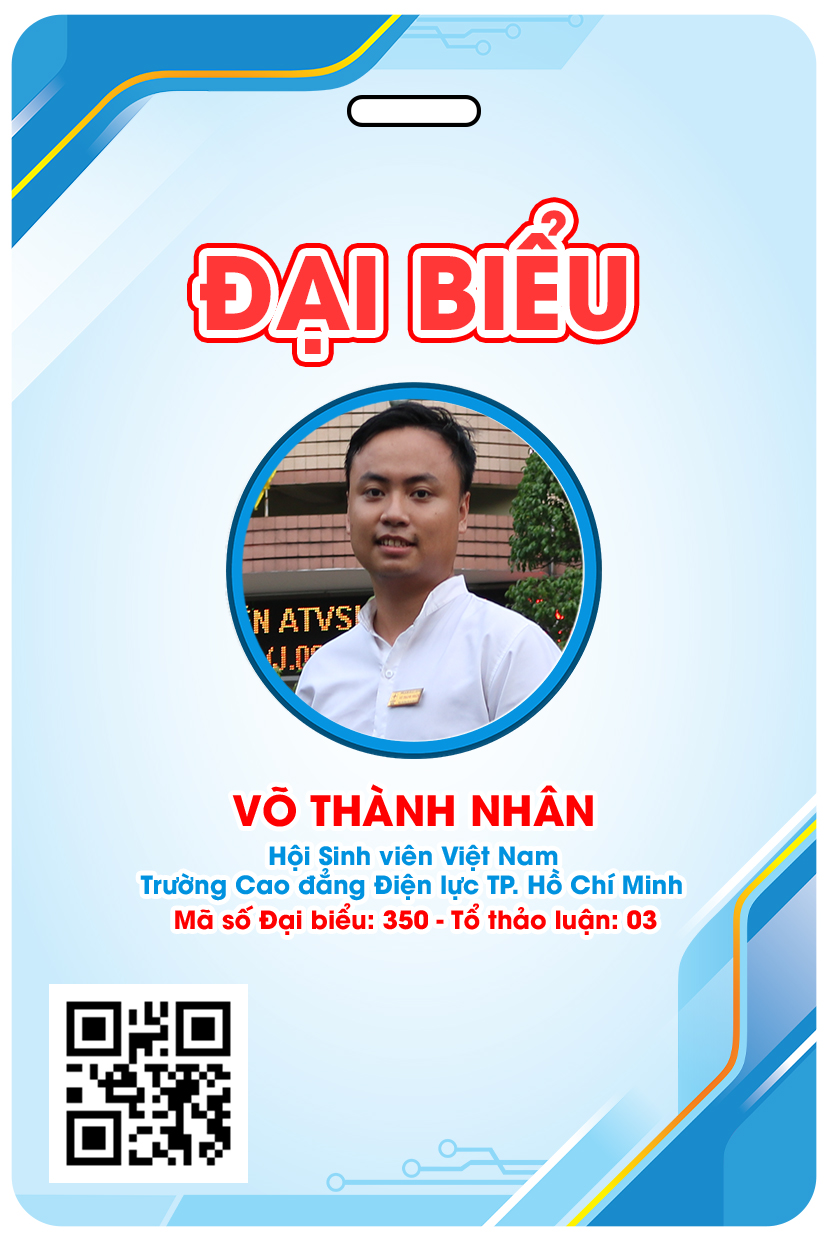 ĐẠI BIỂU
N ATVS
VÕ THÀNH NHÂN
Hội Sinh viên Việt Nam
Trường Cao đẳng Điện lực TP. Hồ Chí Minh
Mã số Đại biểu: 350 - Tổ thảo luận: 03